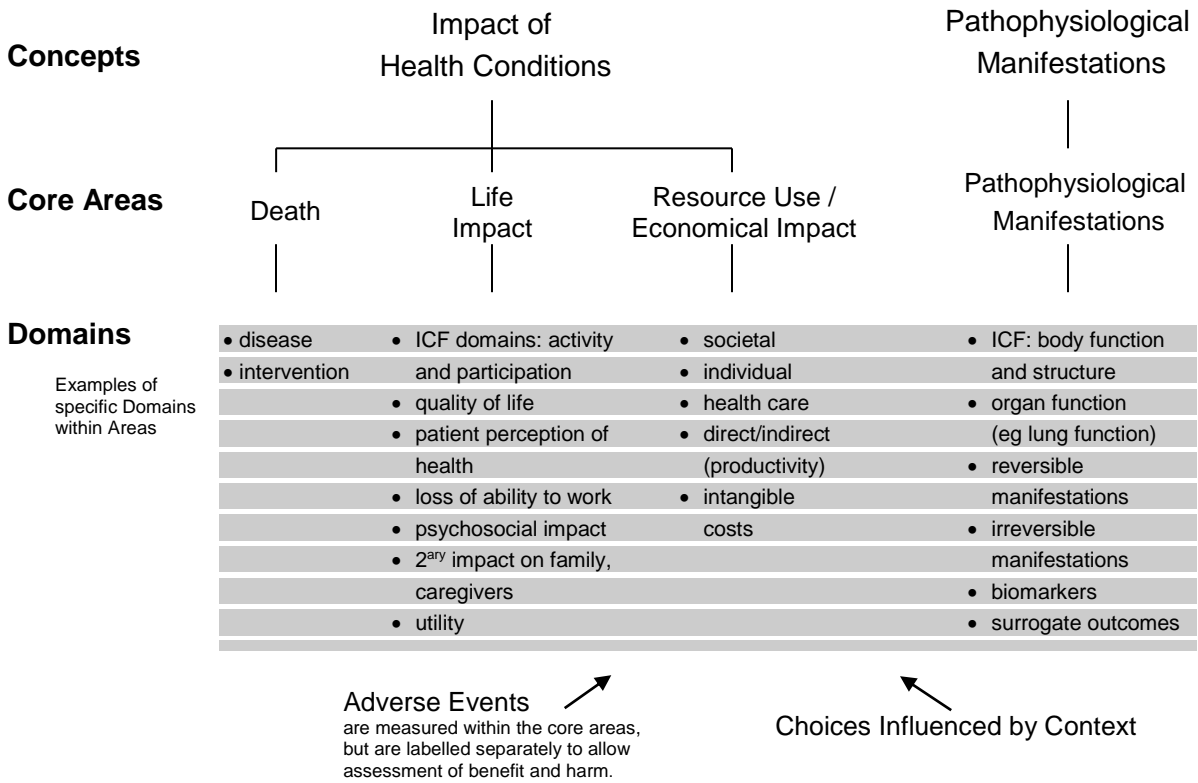 Concepts
Impact of
Health Conditions
Pathophysiological
Manifestations
Core Areas
Death
Life
Impact
Resource Use /
Economical Impact
Pathophysiological
Manifestations
Domains
Examples of
specific Domains
within Areas
• disease
• intervention
• ICF domains: activity
and participation
• quality of life
• patient perception of
health
• loss of ability to work
• psychosocial impact
• 2ary impact on family,
caregivers
• utility
• societal
• individual
• health care
• direct/indirect
(productivity)
• intangible
costs
• ICF: body function
and structure
• organ function
(eg lung function)
• reversible
manifestations
• irreversible
manifestations
• biomarkers
• surrogate outcomes
Adverse Events
are measured within the core areas,
but are labelled separately to allow
assessment of benefit and harm.
Choices Influenced by Context